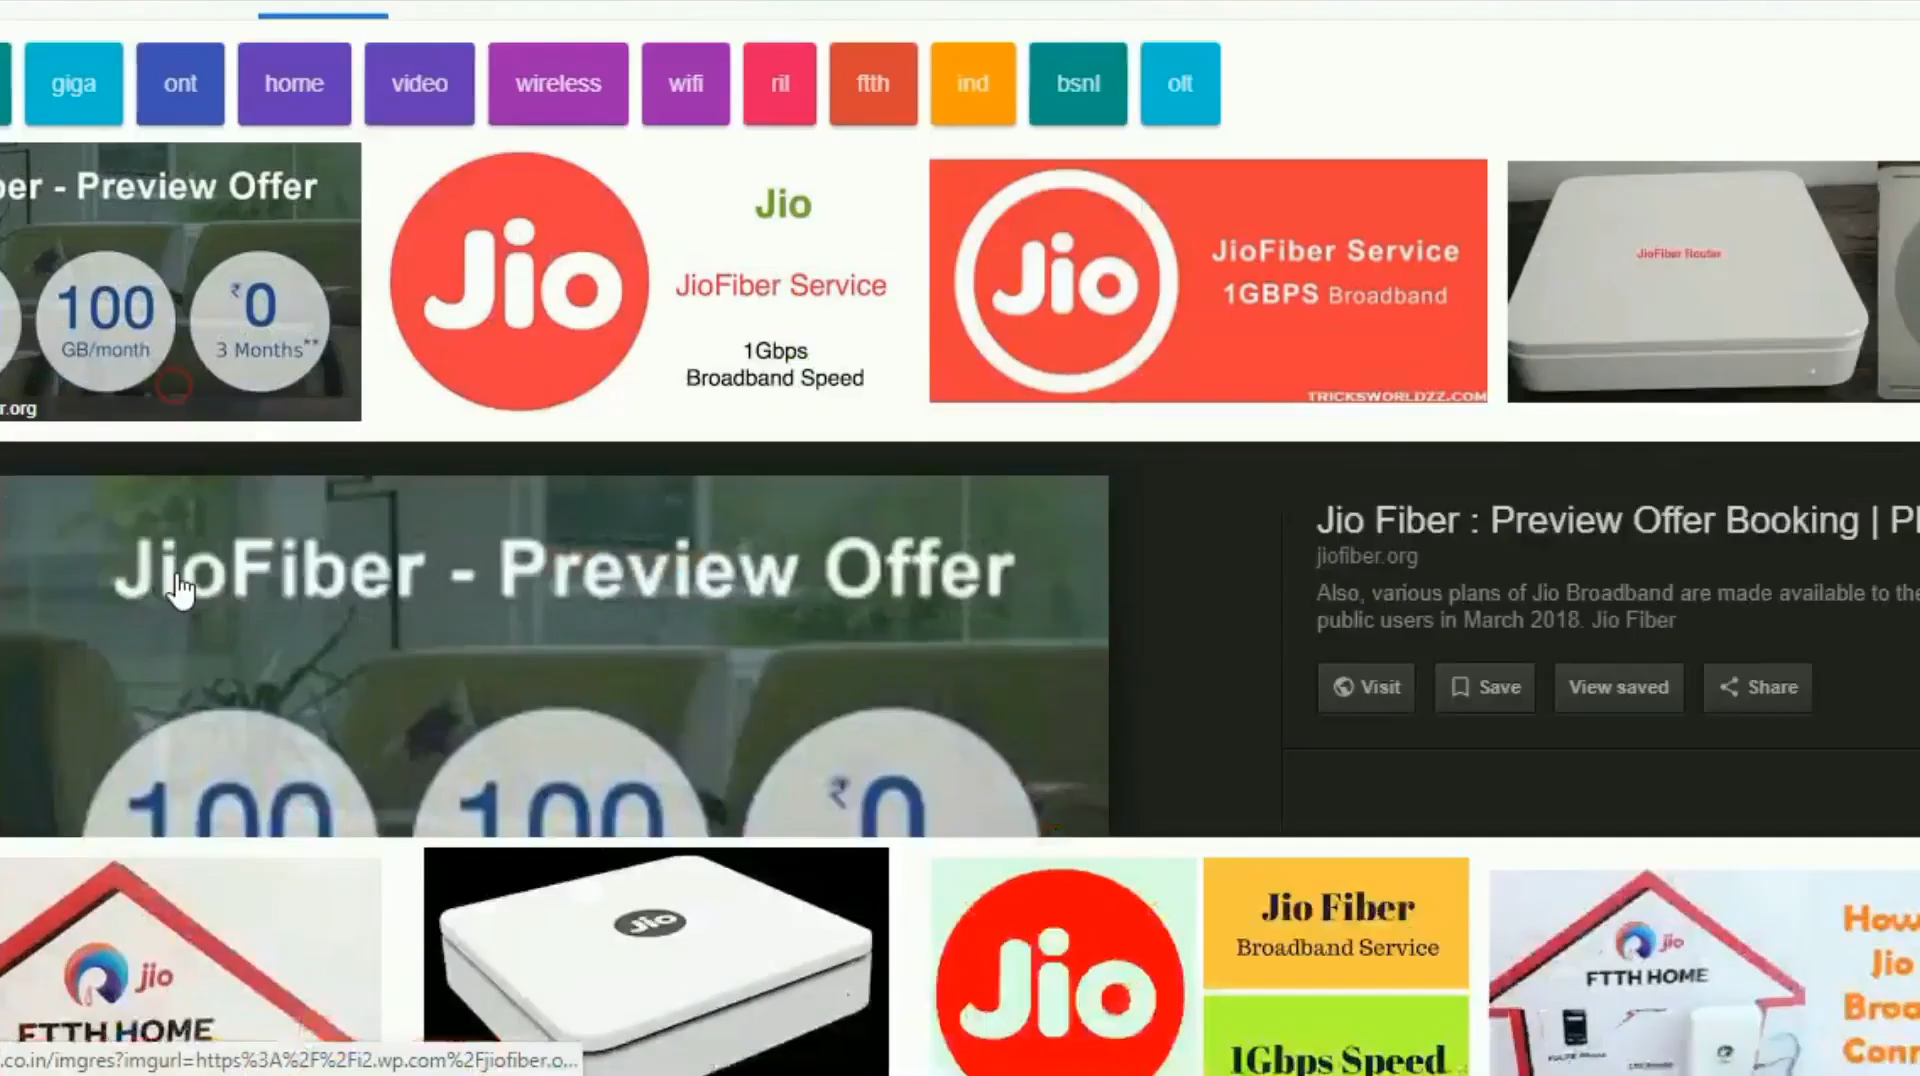 giga
ont
home
video
wireless
wifi
ril
ftth
ind
bsnl
olt
er - Preview Offer
100
GB/month
₹0
3 Months**
r.org
Jio
Jio
JioFiber Service
1Gbps
Broadband Speed
Jio
JioFiber Service
1GBPS Broadband
TRICKSWORLDZZ.COM
JioFiber Router
JioFiber - Preview Offer
100
100
₹0
Jio Fiber : Preview Offer Booking | Pl
jiofiber.org
Also, various plans of Jio Broadband are made available to the
public users in March 2018. Jio Fiber
Visit
Save
View saved
Share
jio
FTTH HOME
Jio
Jio
Jio Fiber
Broadband Service
1Gbps Speed
jio
FTTH HOME
How
Jio
Broa
Conn
.co.in/imgres?imgurl=https%3A%2F%2Fi2.wp.com%2Fjiofiber.o...